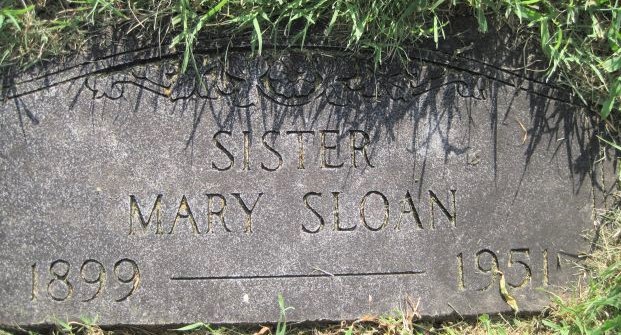 SISTER
MARY SLOAN
1899 — 1951